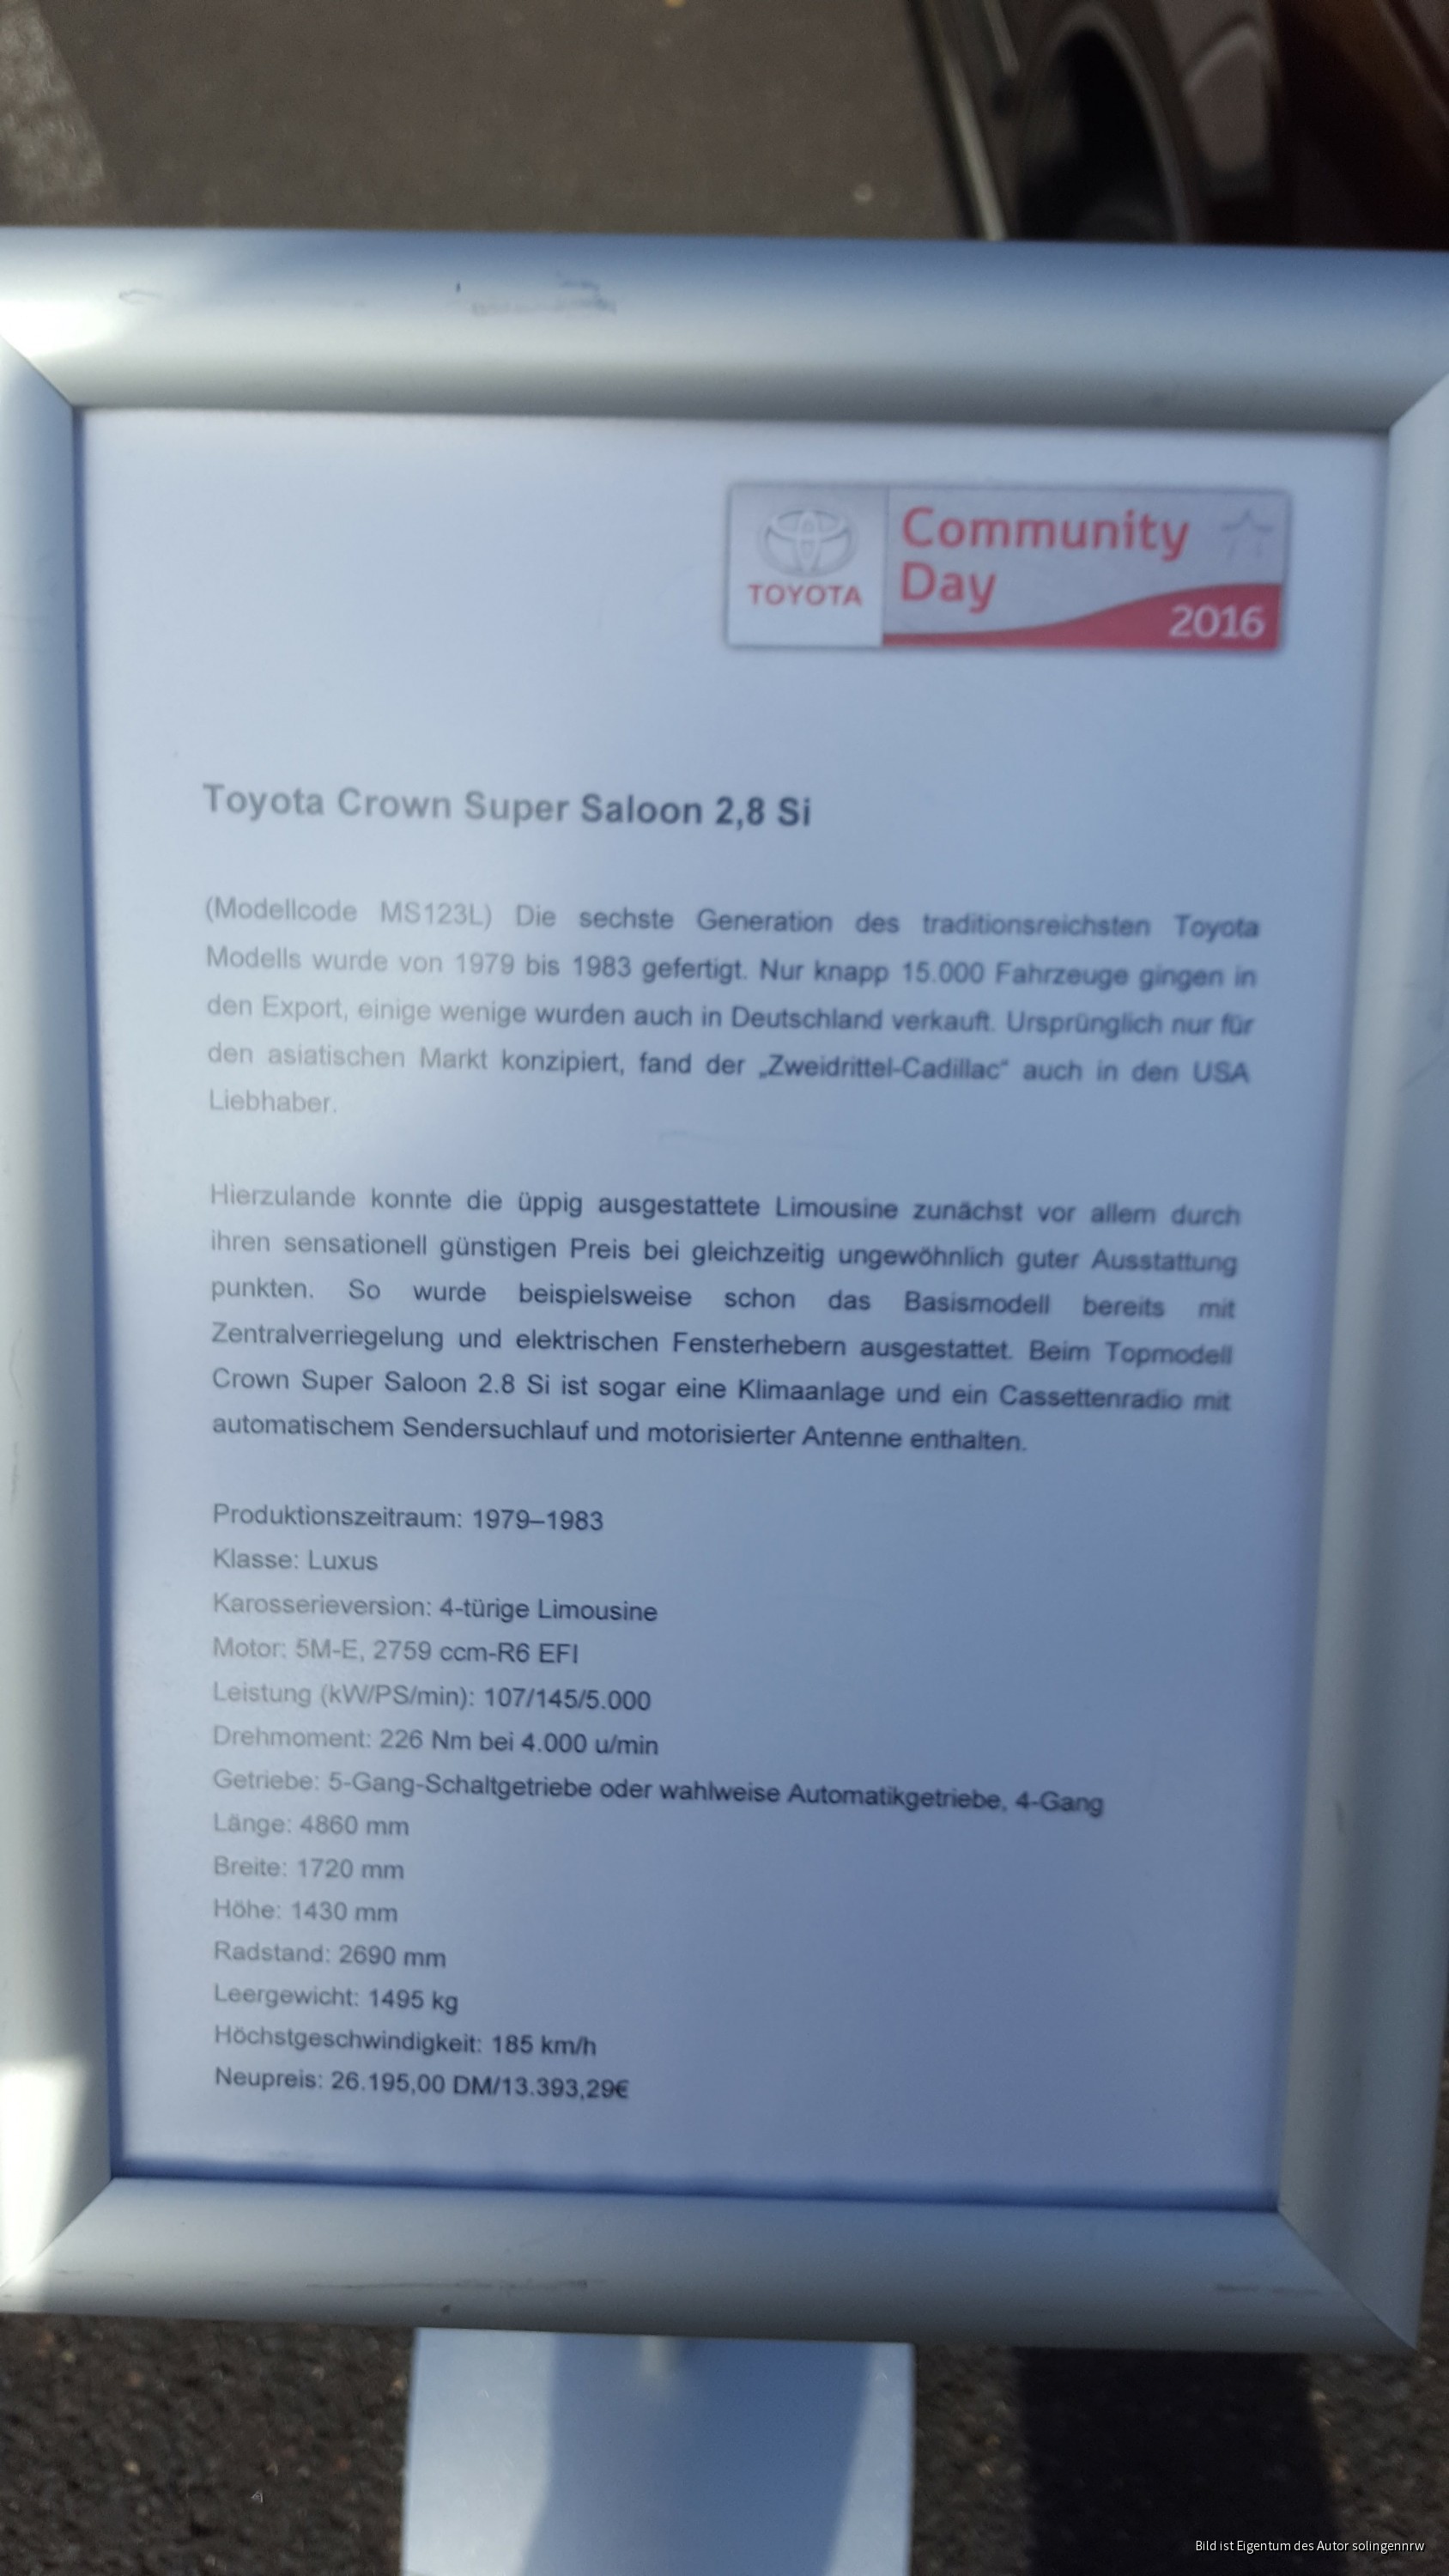 TOYOTA
Community
Day
2016
Toyota Crown Super Saloon 2,8 Si
(Modellcode MS123L) Die sechste Generation des traditionsreichsten Toyota
Modells wurde von 1979 bis 1983 gefertigt. Nur knapp 15.000 Fahrzeuge gingen in
den Export, einige wenige wurden auch in Deutschland verkauft. Ursprünglich nur für
den asiatischen Markt konzipiert, fand der „Zweidrittel-Cadillac“ auch in den USA
Liebhaber.
Hierzulande konnte die üppig ausgestattete Limousine zunächst vor allem durch
ihren sensationell günstigen Preis bei gleichzeitig ungewöhnlich guter Ausstattung
punkten. So wurde beispielsweise schon das Basismodell bereits mit
Zentralverriegelung und elektrischen Fensterhebern ausgestattet. Beim Topmodell
Crown Super Saloon 2.8 Si ist sogar eine Klimaanlage und ein Cassettenradio mit
automatischem Sendersuchlauf und motorisierter Antenne enthalten.
Produktionszeitraum: 1979–1983
Klasse: Luxus
Karosserieversion: 4-türige Limousine
Motor: 5M-E, 2759 ccm-R6 EFI
Leistung (kW/PS/min): 107/145/5.000
Drehmoment: 226 Nm bei 4.000 u/min
Getriebe: 5-Gang-Schaltgetriebe oder wahlweise Automatikgetriebe, 4-Gang
Länge: 4860 mm
Breite: 1720 mm
Höhe: 1430 mm
Radstand: 2690 mm
Leergewicht: 1495 kg
Höchstgeschwindigkeit: 185 km/h
Neupreis: 26.195,00 DM/13.393,29€
Bild ist Eigentum des Autor solingennrw